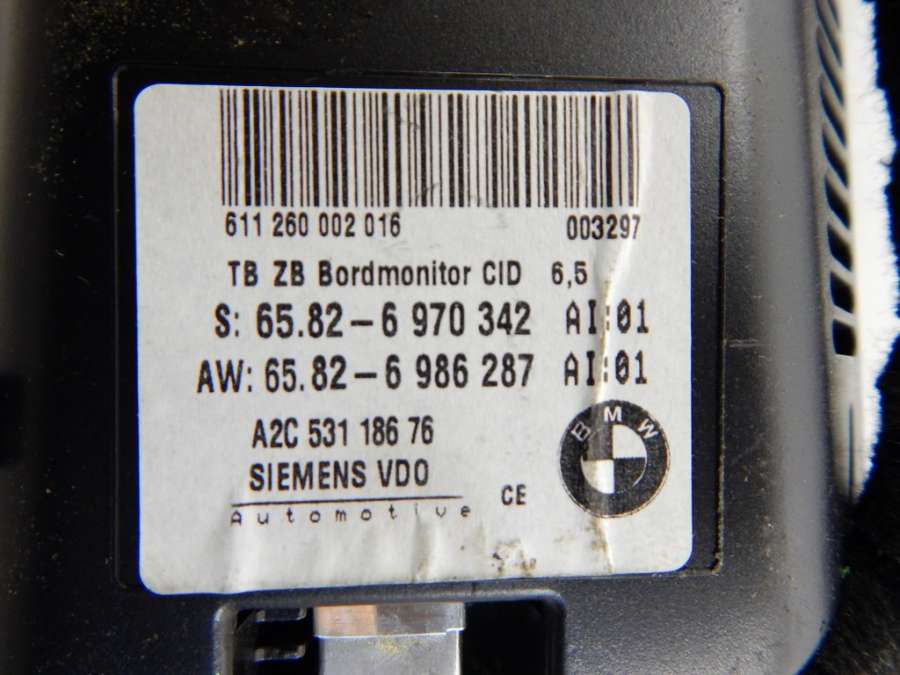 611 260 002 016 003297
TB ZB Bordmonitor CID 6,5
S: 65.82-6 970 342 AI:01
AW: 65.82-6 986 287 AI:01
A2C 531 186 76
SIEMENS VDO
Automotive
CE
BMW